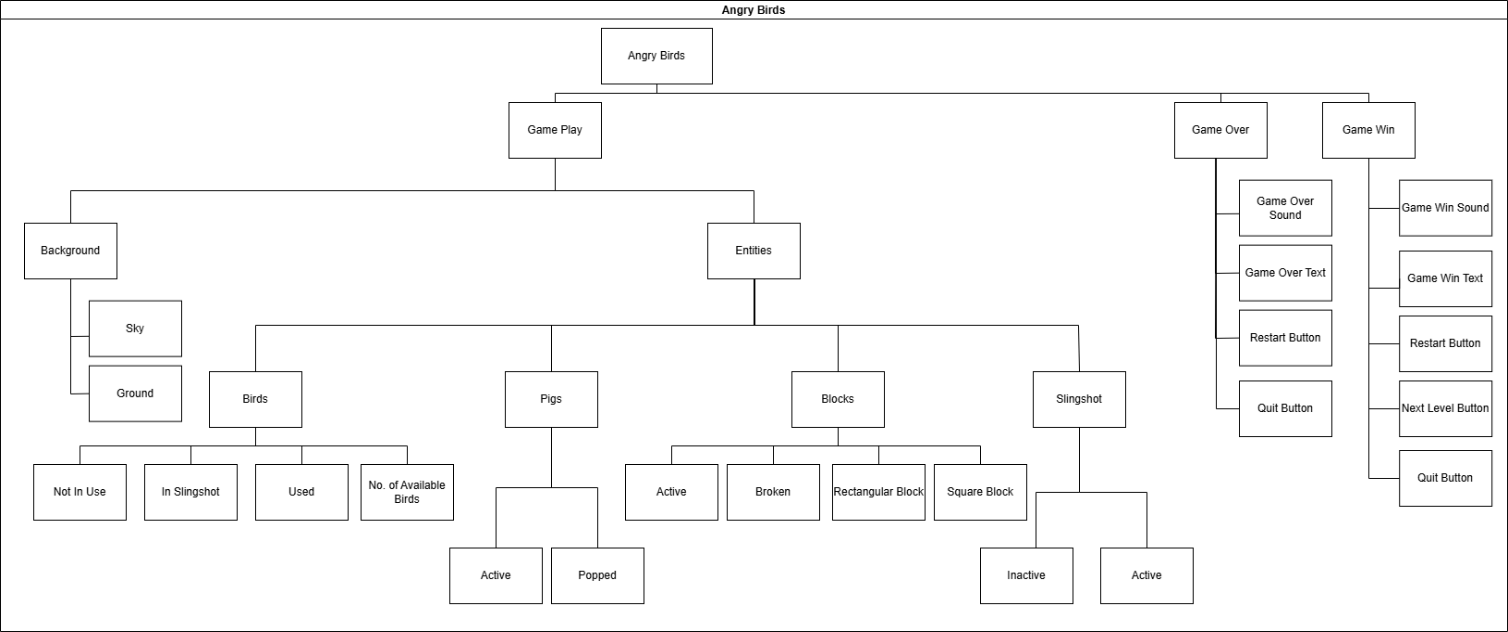 Angry Birds
Angry Birds
Game Play
Game Over
Game Win
Background
Entities
Game Over
Sound
Game Win Sound
Game Over Text
Game Win Text
Sky
Ground
Restart Button
Restart Button
Birds
Pigs
Blocks
Slingshot
Quit Button
Next Level Button
Not In Use
In Slingshot
Used
No. of Available
Birds
Active
Broken
Rectangular Block
Square Block
Quit Button
Active
Popped
Inactive
Active